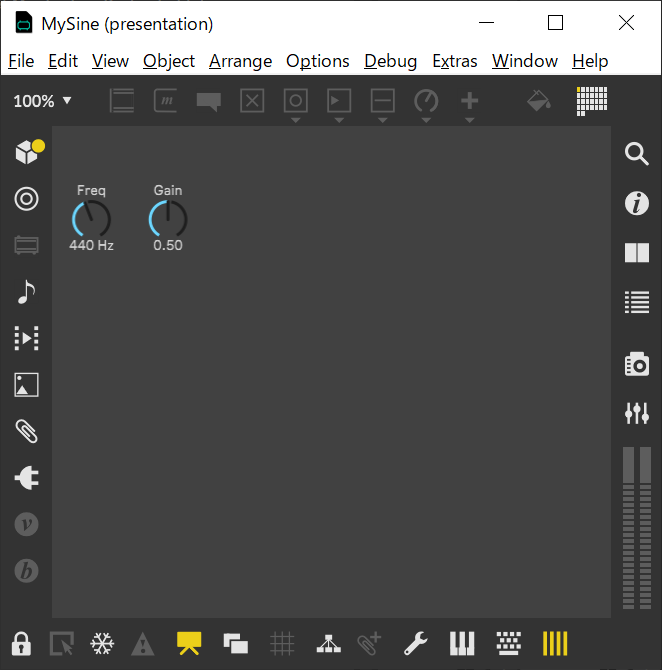 MySine (presentation)
File Edit View Object Arrange Options Debug Extras Window Help
100%
m
i
Freq Gain
440 Hz 0.50
v
b